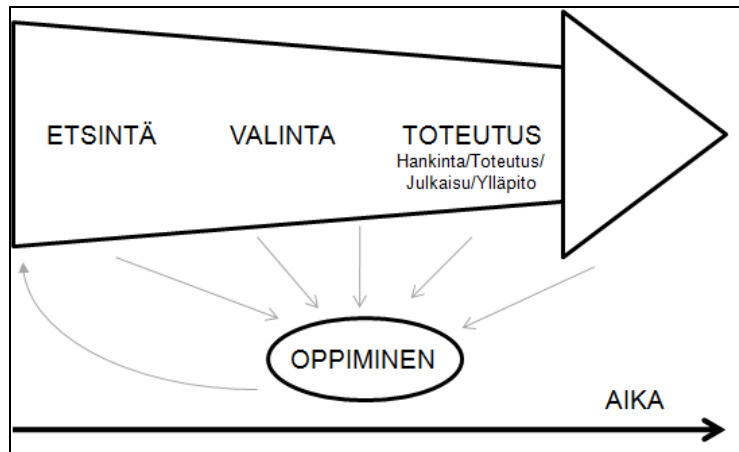 ETSINTÄ
VALINTA
TOTEUTUS
Hankinta/Toteutus/
Julkaisu/Ylläpito
OPPIMINEN
AIKA